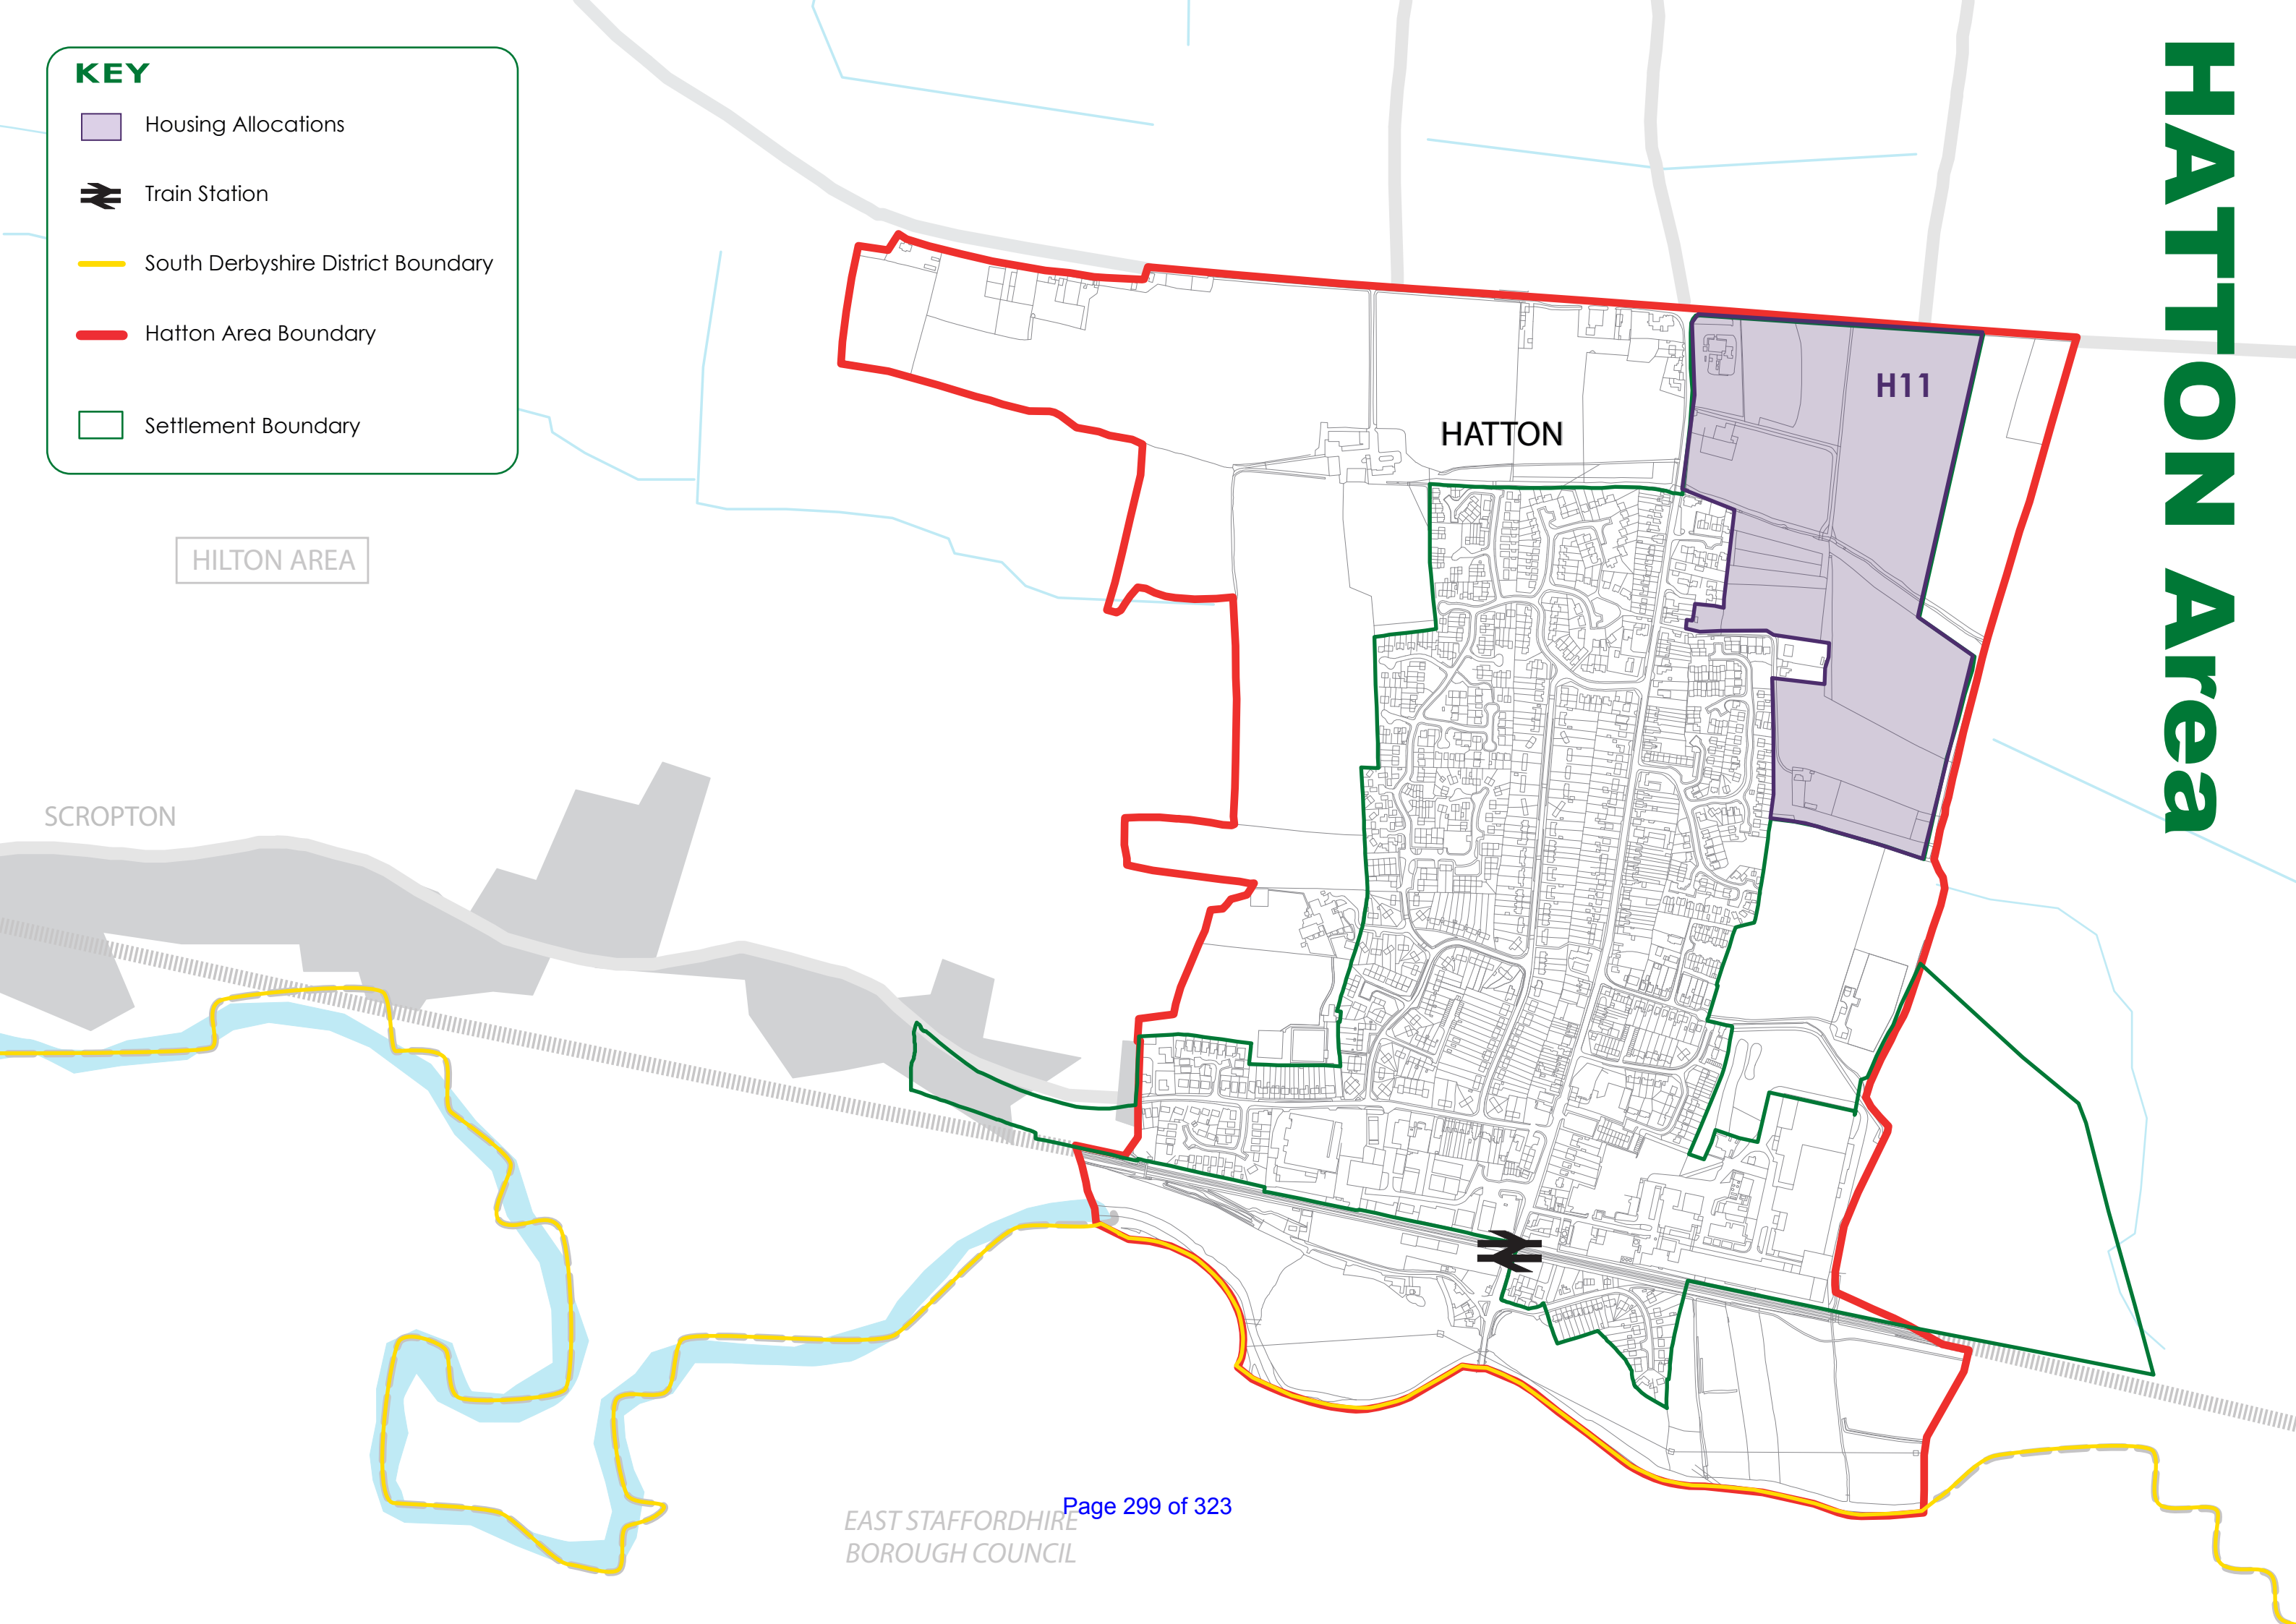 KEY
Housing Allocations
Train Station
South Derbyshire District Boundary
Hatton Area Boundary
Settlement Boundary
HATTON Area
H11
HATTON
HILTON AREA
SCROPTON
Page 299 of 323
EAST STAFFORDHIRE
BOROUGH COUNCIL